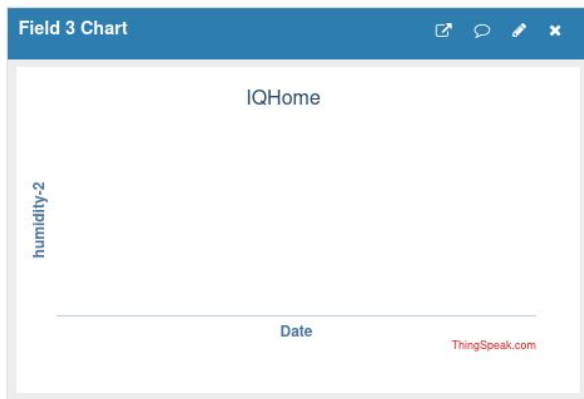 Field 3 Chart
IQHome
humidity-2
Date
ThingSpeak.com